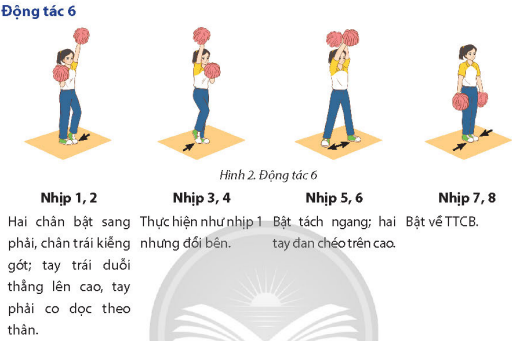 Động tác 6
Hình 2. Động tác 6
Nhịp 1, 2
Hai chân bật sang
phải, chân trái kiễng
gót; tay trái duỗi
thẳng lên cao, tay
phải co dọc theo
thân.
Nhịp 3, 4
Thực hiện như nhịp 1
nhưng đổi bên.
Nhịp 5, 6
Bật tách ngang; hai
tay đan chéo trên cao.
Nhịp 7, 8
Bật về TTCB.